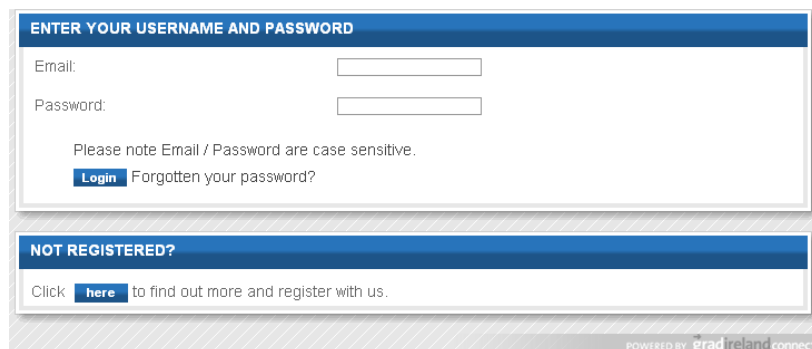 ENTER YOUR USERNAME AND PASSWORD
Email:
Password:
Please note Email / Password are case sensitive.
Login Forgotten your password?
NOT REGISTERED?
Click here to find out more and register with us.
POWERED BY gradireland connect